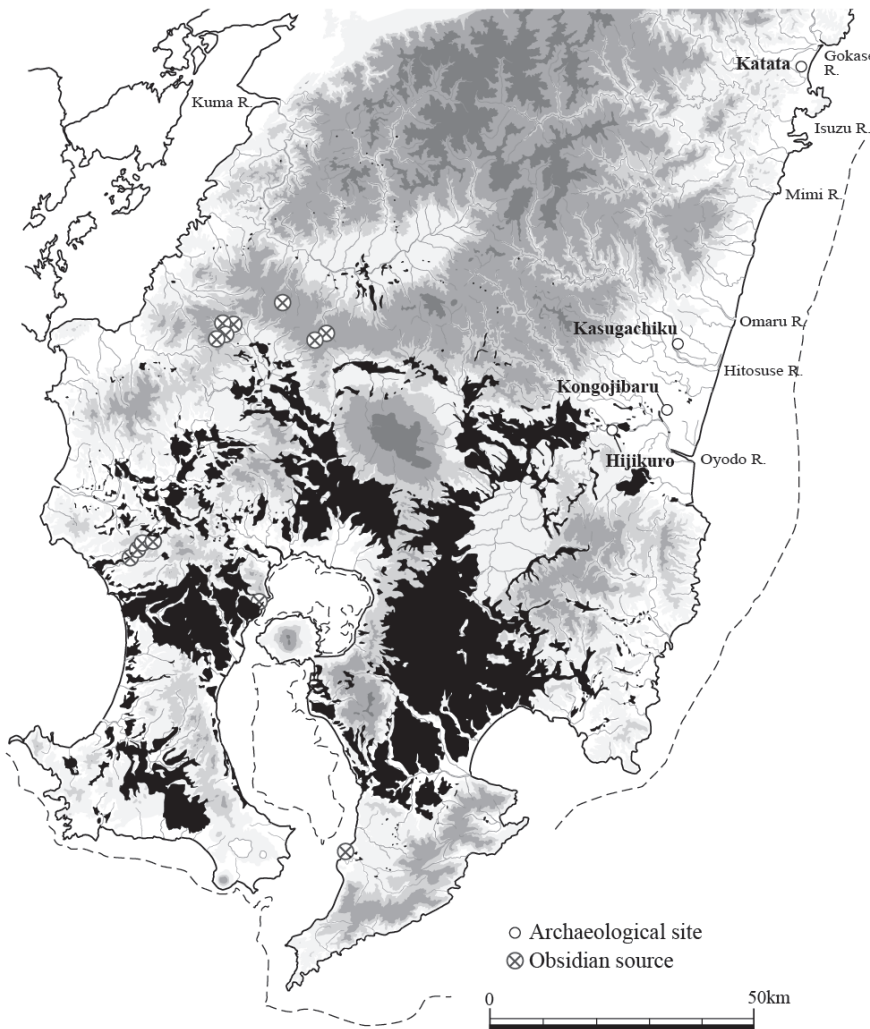 Katata
Gokase
R.
Kuma R.
Isuzu R.
Mimi R.
Omaru R.
Kasugachiku
Hitosuse R.
Kongojibaru
Hijikuro
Oyodo R.
Archaeological site
Obsidian source
0
50km